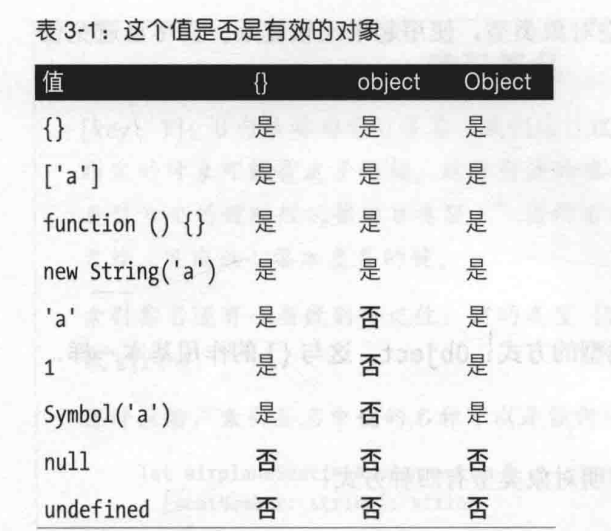 表 3-1：这个值是否是有效的对象
值 {} object Object
{} 是 是 是
['a'] 是 是 是
function () {} 是 是 是
new String('a') 是 是 是
'a' 是 否 是
1 是 否 是
Symbol('a') 是 否 是
null 否 否 否
undefined 否 否 否